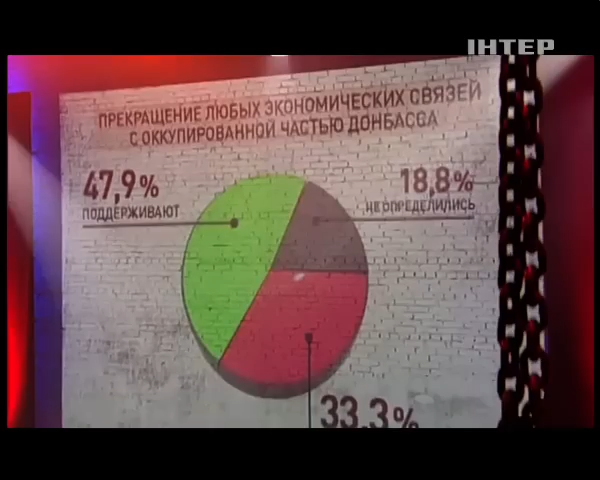 ІНТЕР
ПРЕКРАЩЕНИЕ ЛЮБЫХ ЭКОНОМИЧЕСКИХ СВЯЗЕЙ
С ОККУПИРОВАННОЙ ЧАСТЬЮ ДОНБАССА
47,9%
ПОДДЕРЖИВАЮТ
18,8%
НЕ ОПРЕДЕЛИЛИСЬ
33,3%